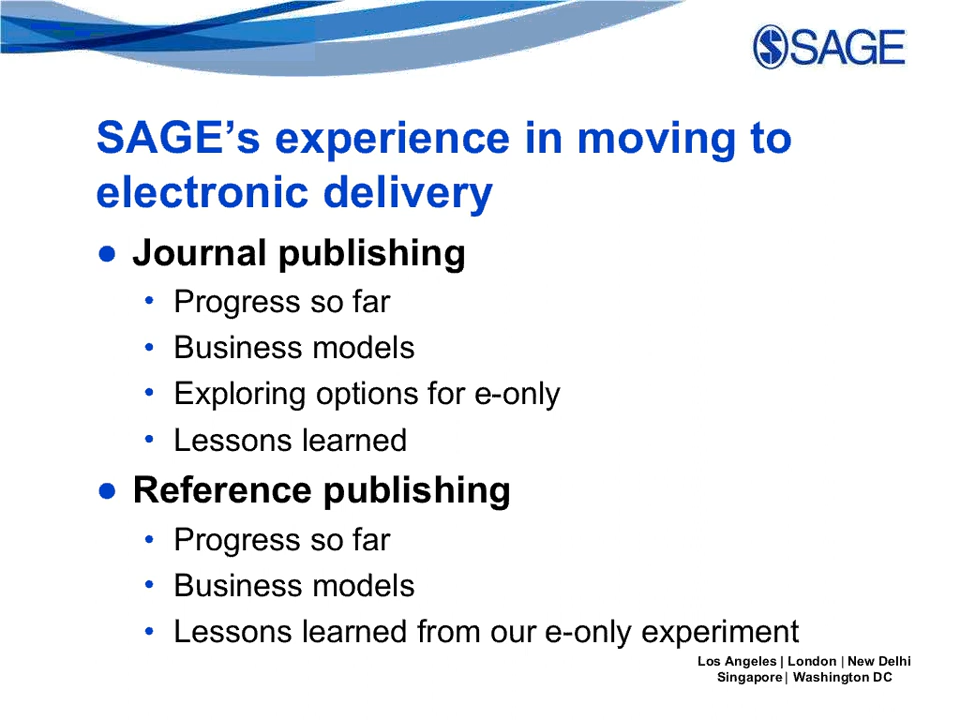 SAGE
SAGE’s experience in moving to
electronic delivery
● Journal publishing
• Progress so far
• Business models
• Exploring options for e-only
• Lessons learned
● Reference publishing
• Progress so far
• Business models
• Lessons learned from our e-only experiment
Los Angeles | London | New Delhi
Singapore | Washington DC